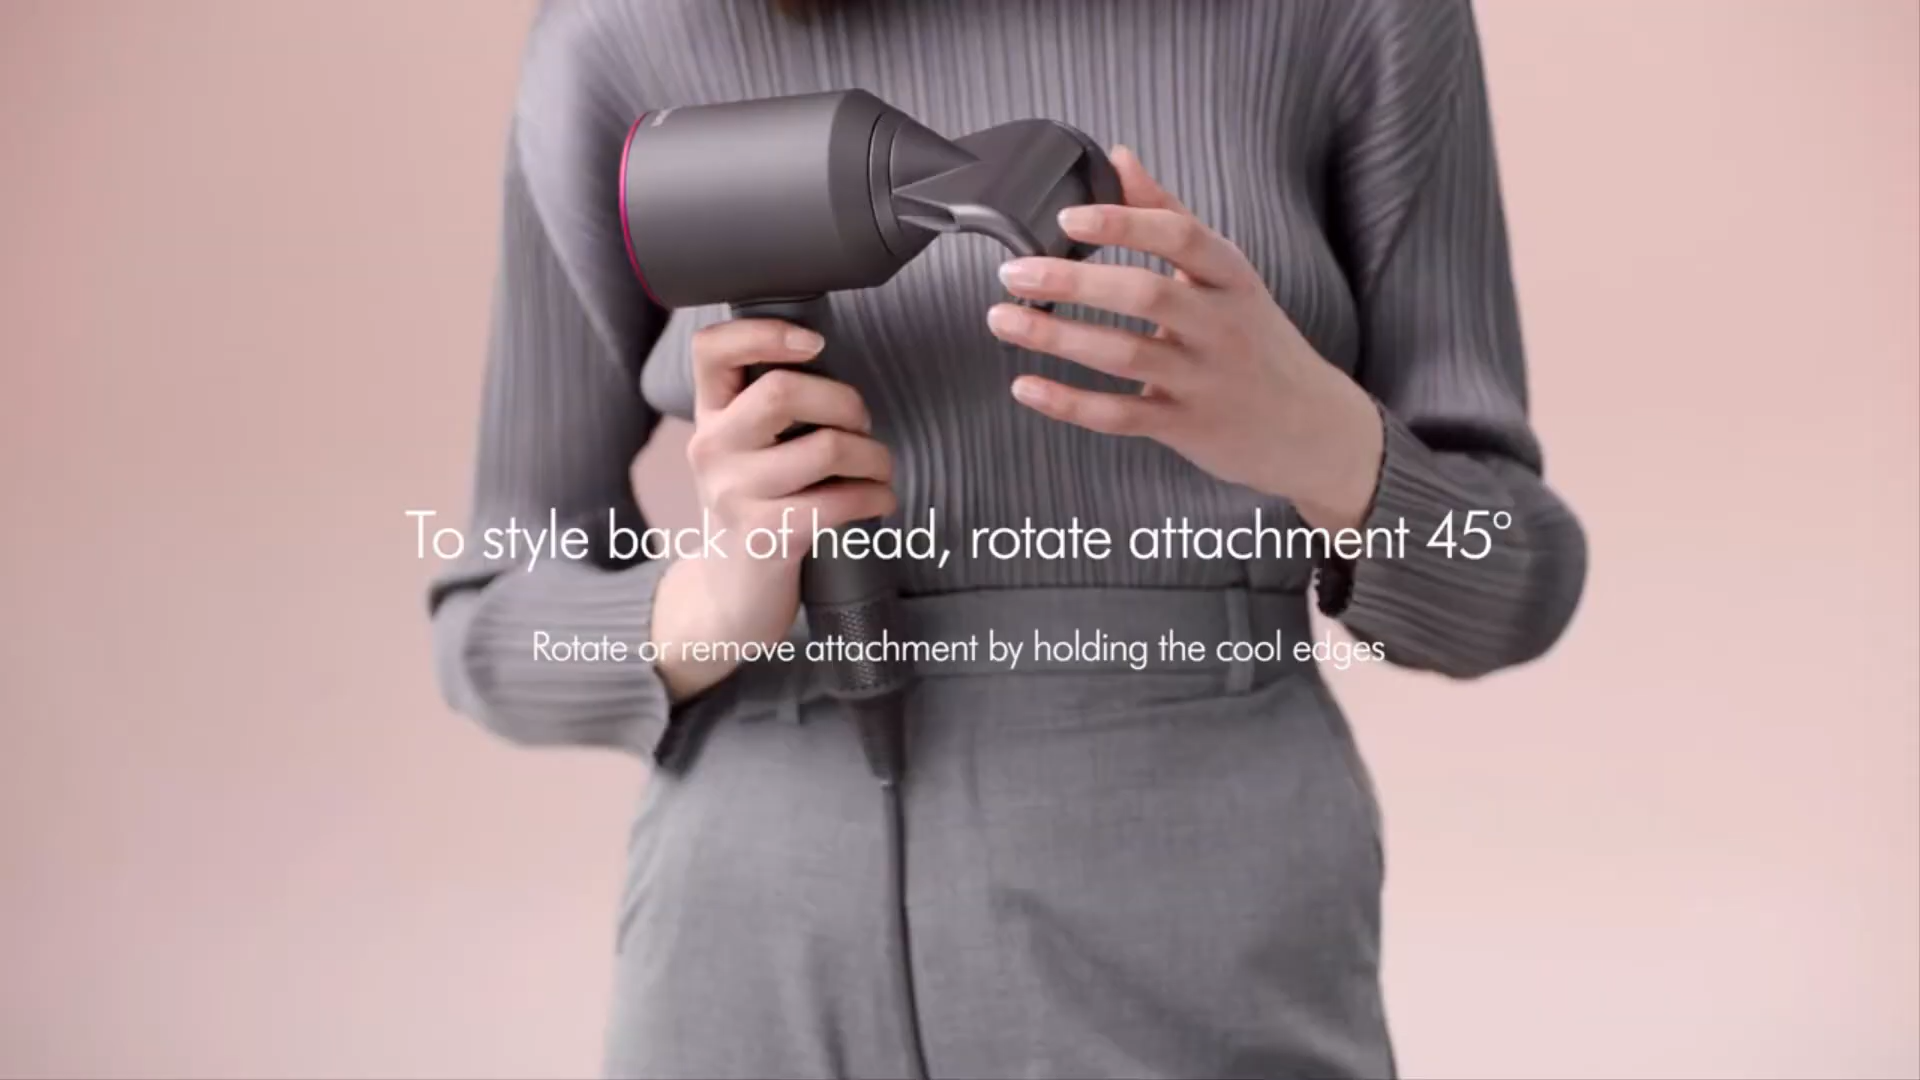 To style back of head, rotate attachment 45°
Rotate or remove attachment by holding the cool edges